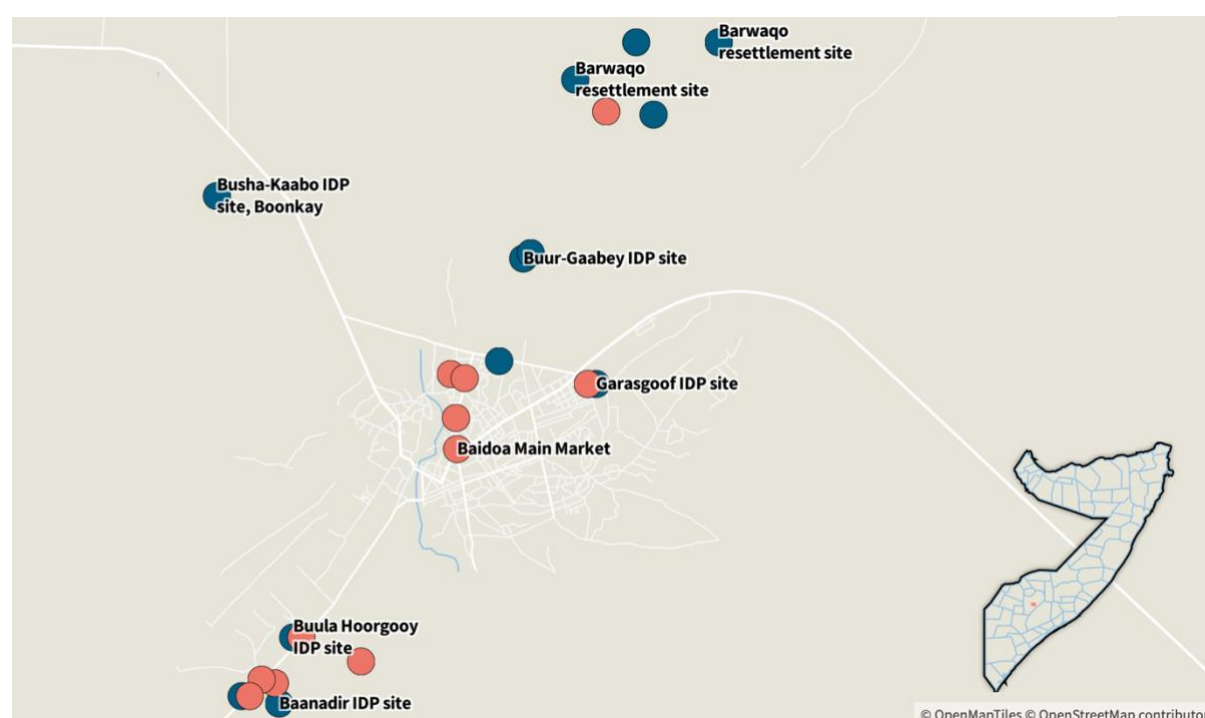 Barwaqo
resettlement site
Barwaqo
resettlement site
Busha-Kaabo IDP
site, Boonkay
Buur-Gaabey IDP site
Garasgoof IDP site
Baidoa Main Market
Buula Hoorgooy
IDP site
Baanadir IDP site
© OpenMapTiles © OpenStreetMap contributor